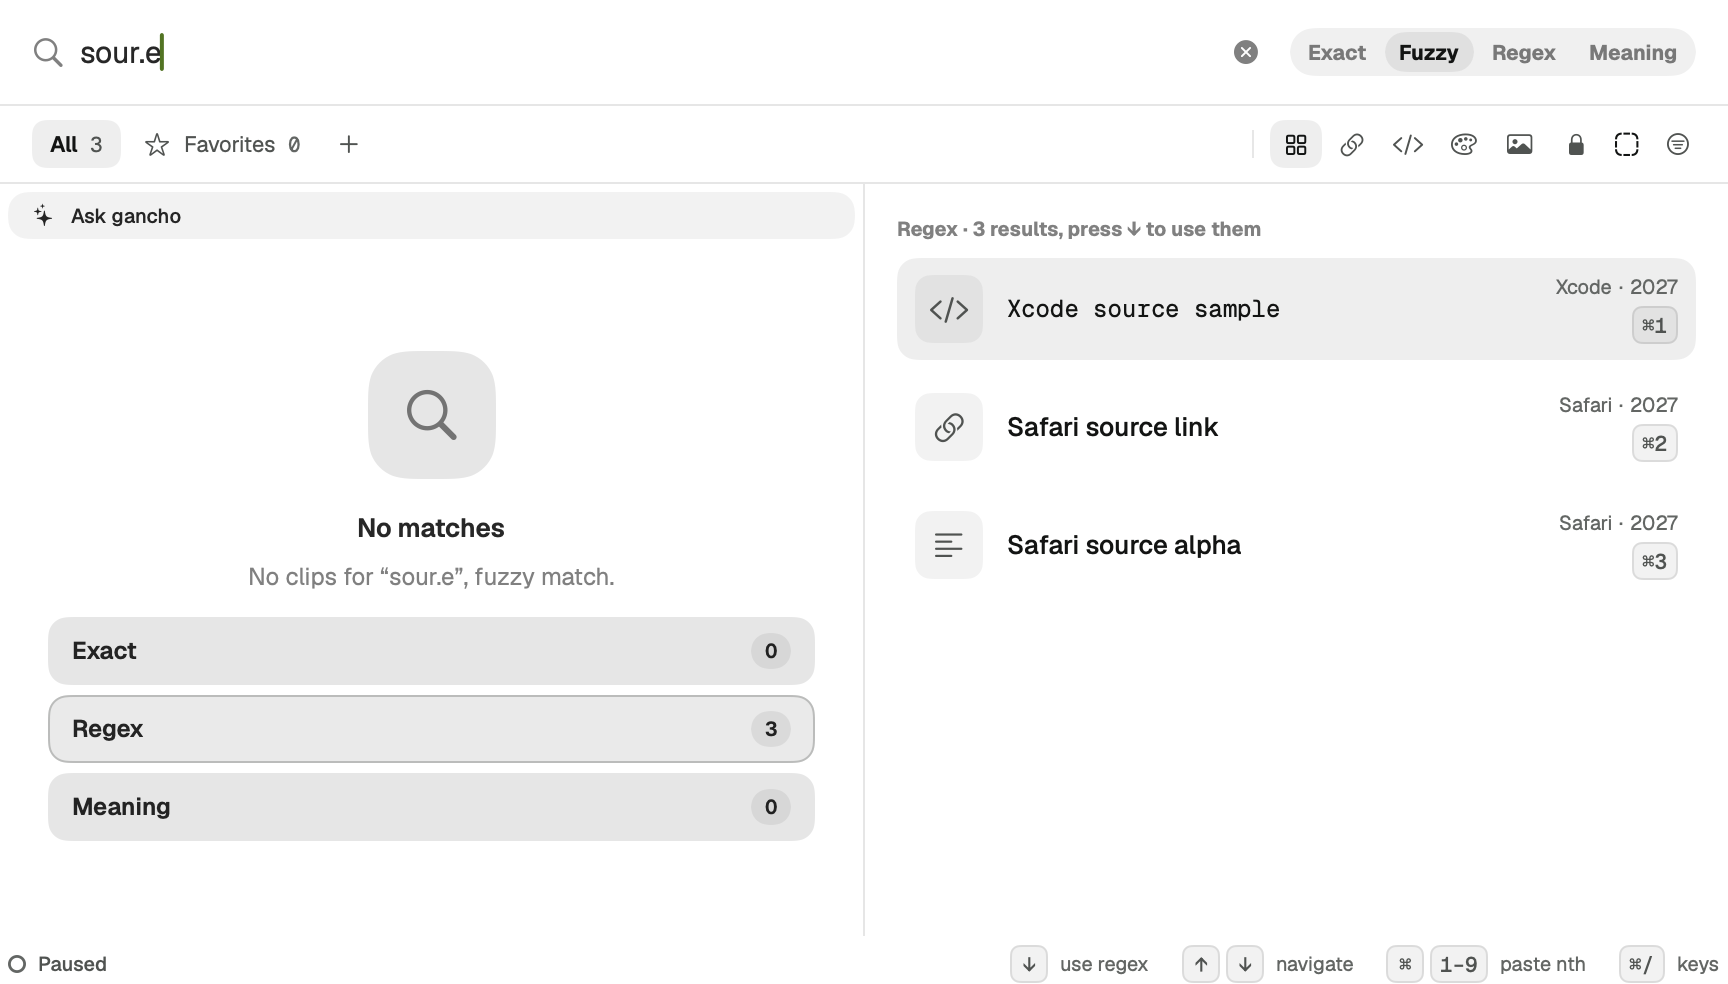 sour.e
Exact Fuzzy Regex Meaning
All 3 Favorites 0
Ask gancho
No matches
No clips for “sour.e”, fuzzy match.
Exact 0
Regex 3
Meaning 0
Regex · 3 results, press ↓ to use them
Xcode source sample
Xcode · 2027
⌘1
Safari source link
Safari · 2027
⌘2
Safari source alpha
Safari · 2027
⌘3
Paused
↓ use regex ↑ ↓ navigate ⌘ 1–9 paste nth ⌘/ keys